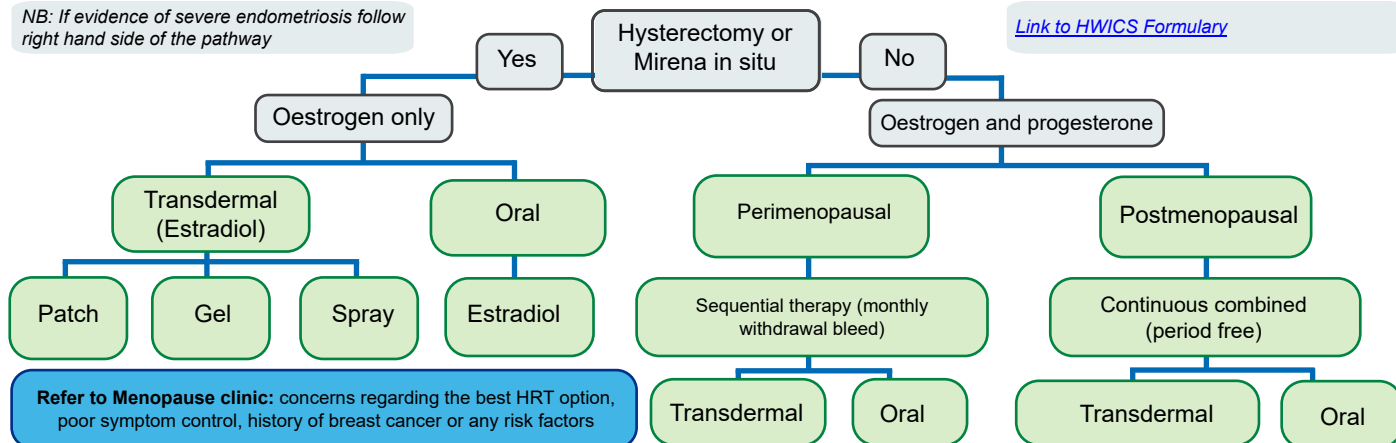 NB: If evidence of severe endometriosis follow
right hand side of the pathway
Hysterectomy or
Mirena in situ
Link to HWICS Formulary
Yes
No
Oestrogen only
Oestrogen and progesterone
Transdermal
(Estradiol)
Oral
Perimenopausal
Postmenopausal
Patch
Gel
Spray
Estradiol
Sequential therapy (monthly
withdrawal bleed)
Continuous combined
(period free)
Refer to Menopause clinic: concerns regarding the best HRT option,
poor symptom control, history of breast cancer or any risk factors
Transdermal
Oral
Transdermal
Oral